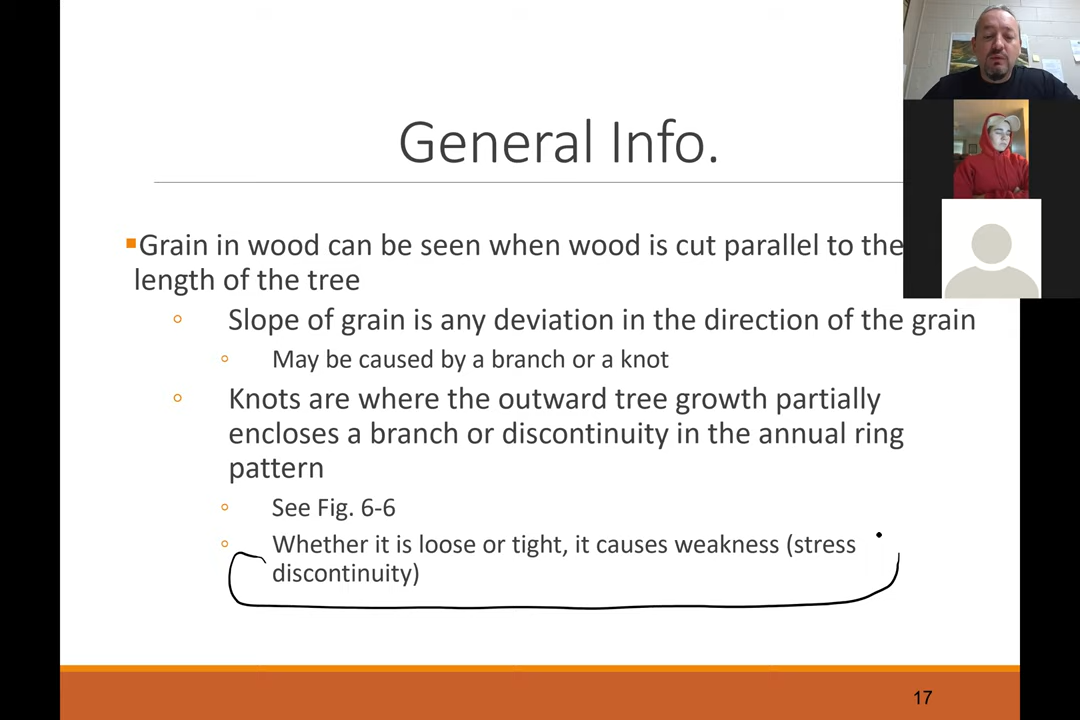 General Info.
▪Grain in wood can be seen when wood is cut parallel to the
length of the tree
◦ Slope of grain is any deviation in the direction of the grain
◦ May be caused by a branch or a knot
◦ Knots are where the outward tree growth partially
encloses a branch or discontinuity in the annual ring
pattern
◦ See Fig. 6-6
◦ Whether it is loose or tight, it causes weakness (stress
discontinuity)
17